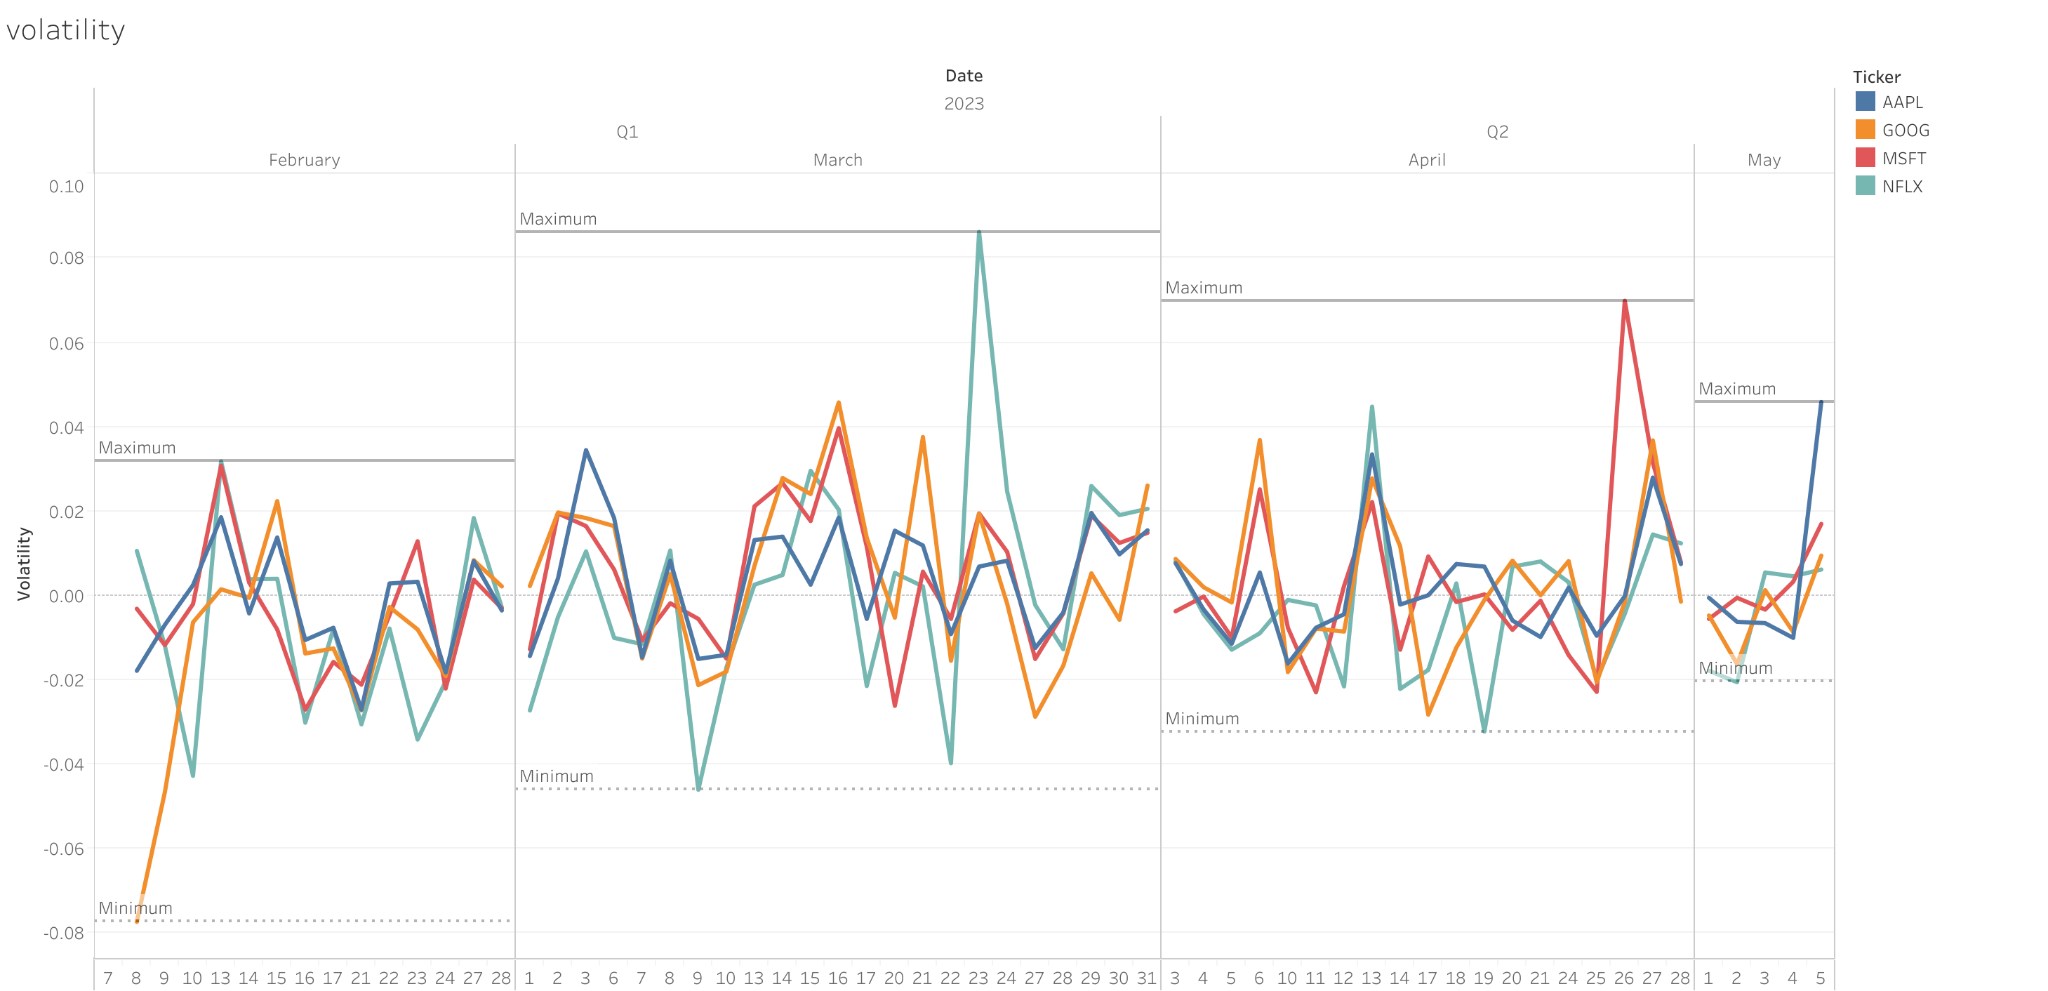 volatility
Date
2023
Q1 Q2
February March April May
Ticker
AAPL
GOOG
MSFT
NFLX
Volatility
0.10
0.08
0.06
0.04
0.02
0.00
-0.02
-0.04
-0.06
-0.08
Maximum
Minimum
Maximum
Minimum
Maximum
Minimum
Maximum
Minimum
7 8 9 10 13 14 15 16 17 21 22 23 24 27 28 1 2 3 6 7 8 9 10 13 14 15 16 17 20 21 22 23 24 27 28 29 30 31 3 4 5 6 10 11 12 13 14 17 18 19 20 21 24 25 26 27 28 1 2 3 4 5